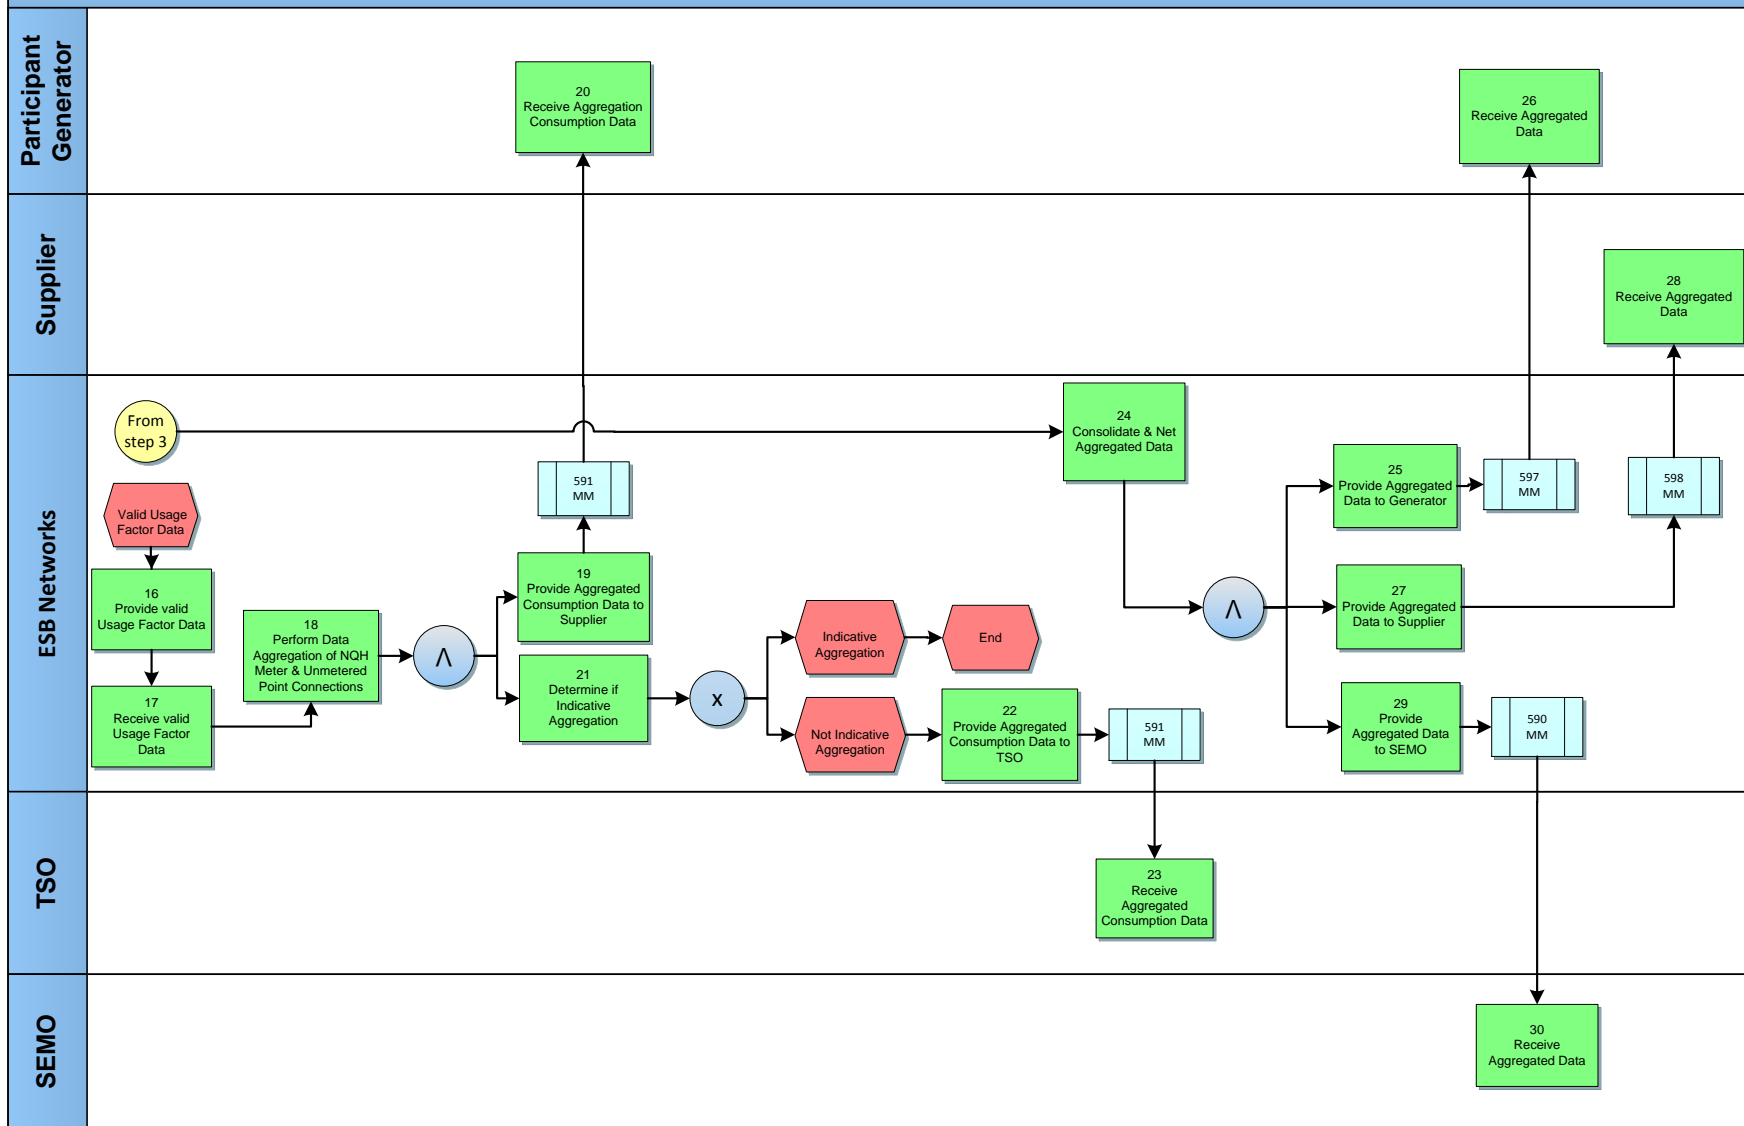 Participant
Generator
20
Receive Aggregation
Consumption Data
26
Receive Aggregated
Data
Supplier
28
Receive Aggregated
Data
ESB Networks
From
step 3
24
Consolidate & Net
Aggregated Data
591
MM
25
Provide Aggregated
Data to Generator
597
MM
598
MM
Valid Usage
Factor Data
16
Provide valid
Usage Factor Data
17
Receive valid
Usage Factor
Data
18
Perform Data
Aggregation of NQH
Meter & Unmetered
Point Connections
Λ
19
Provide Aggregated
Consumption Data to
Supplier
21
Determine if
Indicative
Aggregation
X
Indicative
Aggregation
End
Not Indicative
Aggregation
22
Provide Aggregated
Consumption Data to
TSO
591
MM
Λ
27
Provide Aggregated
Data to Supplier
29
Provide
Aggregated Data
to SEMO
590
MM
TSO
23
Receive
Aggregated
Consumption Data
SEMO
30
Receive
Aggregated Data